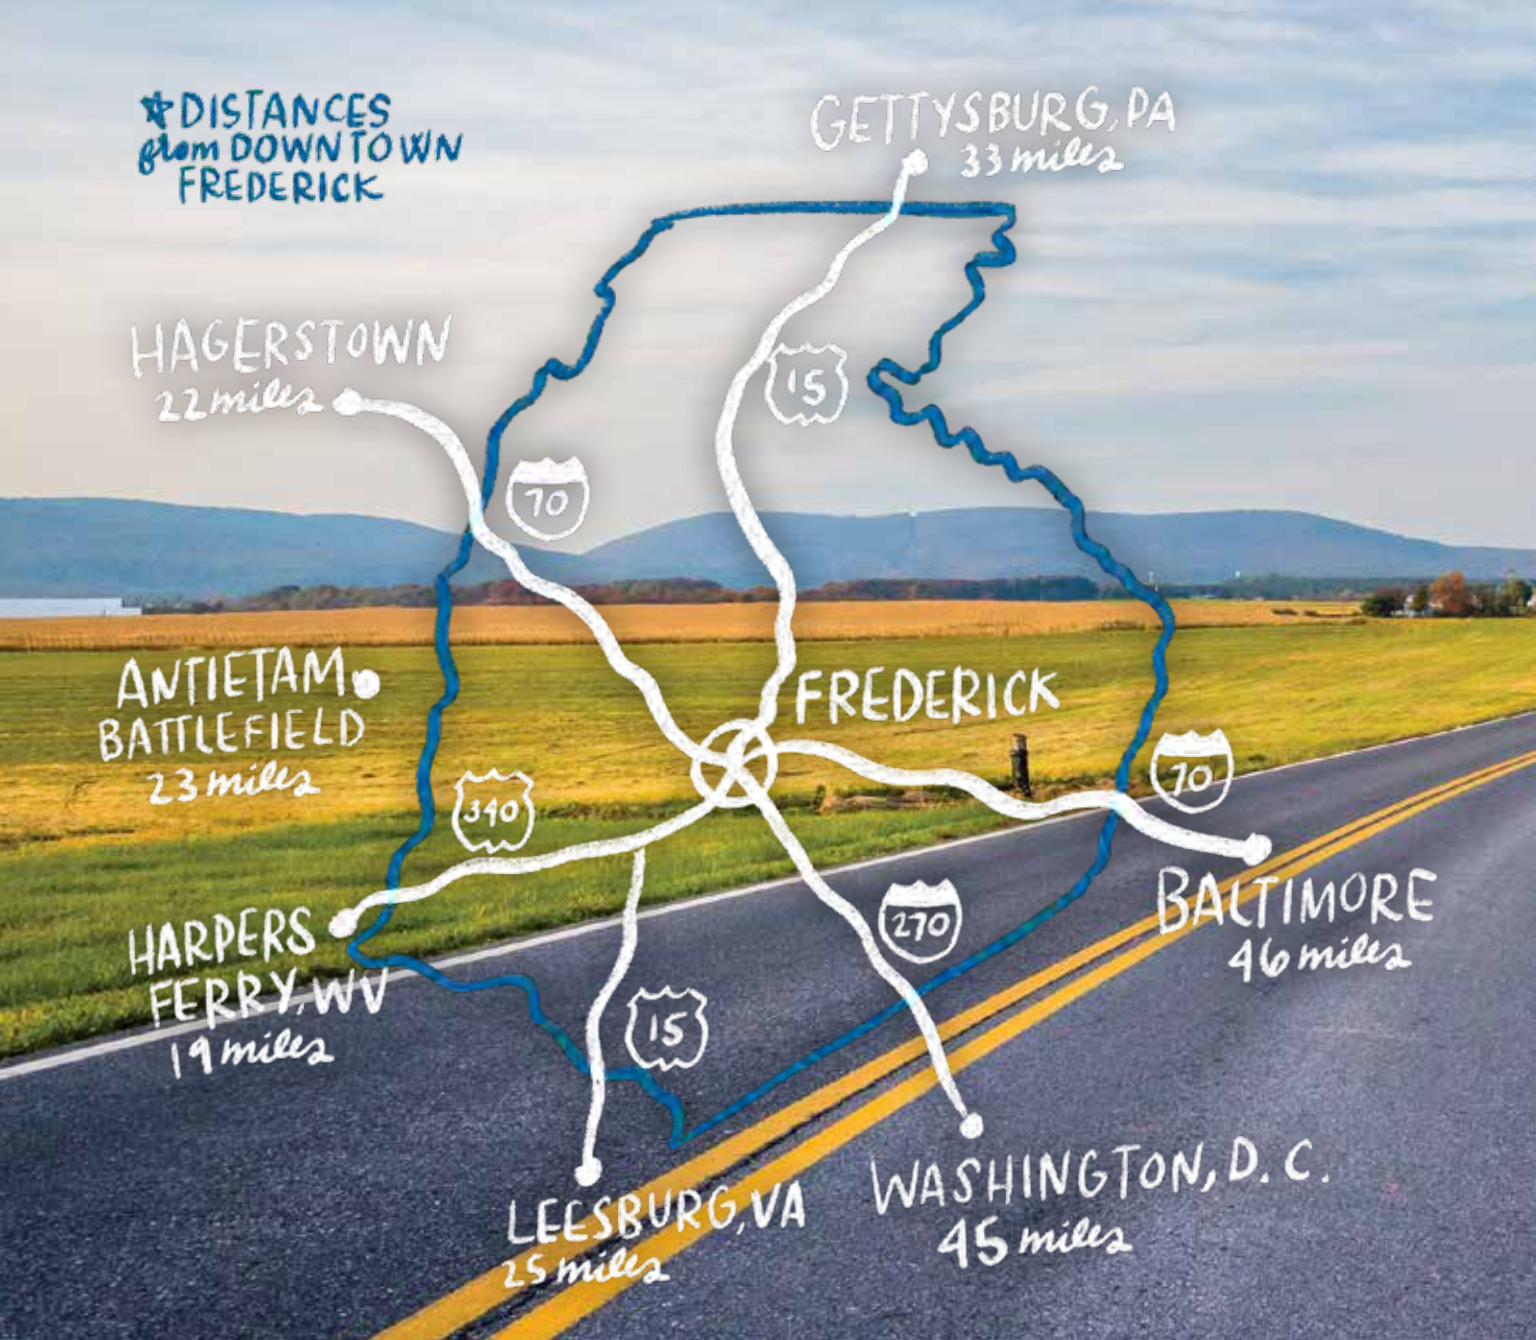 ☆DISTANCES
from DOWNTOWN
FREDERICK
GETTYSBURG, PA
33 miles
HAGERSTOWN
22 miles
15
70
ANTIETAM
BATTLEFIELD
23 miles
FREDERICK
340
70
BALTIMORE
46 miles
HARPERS
FERRY, WV
19 miles
270
15
LEESBURG, VA
25 miles
WASHINGTON, D.C.
45 miles